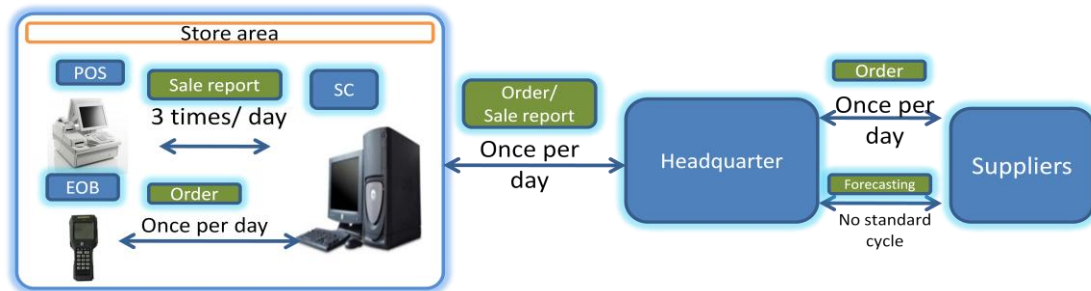 Store area
POS
Sale report
SC
3 times/ day
EOB
Order
Once per day
Order/
Sale report
Once per
day
Headquarter
Order
Once per
day
Forecasting
No standard
cycle
Suppliers